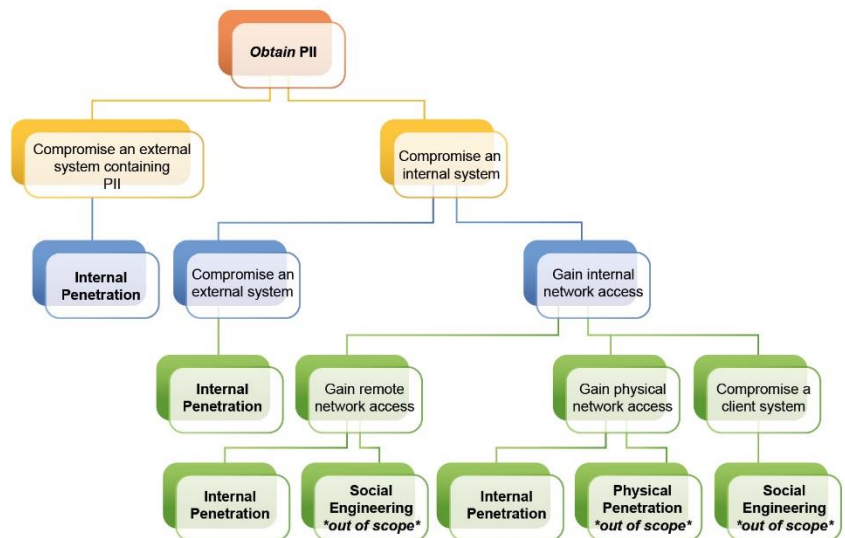 Obtain PII
Compromise an external
system containing
PII
Compromise an
internal system
Internal
Penetration
Compromise an
external system
Gain internal
network access
Internal
Penetration
Gain remote
network access
Gain physical
network access
Compromise a
client system
Internal
Penetration
Social
Engineering
*out of scope*
Internal
Penetration
Physical
Penetration
*out of scope*
Social
Engineering
*out of scope*